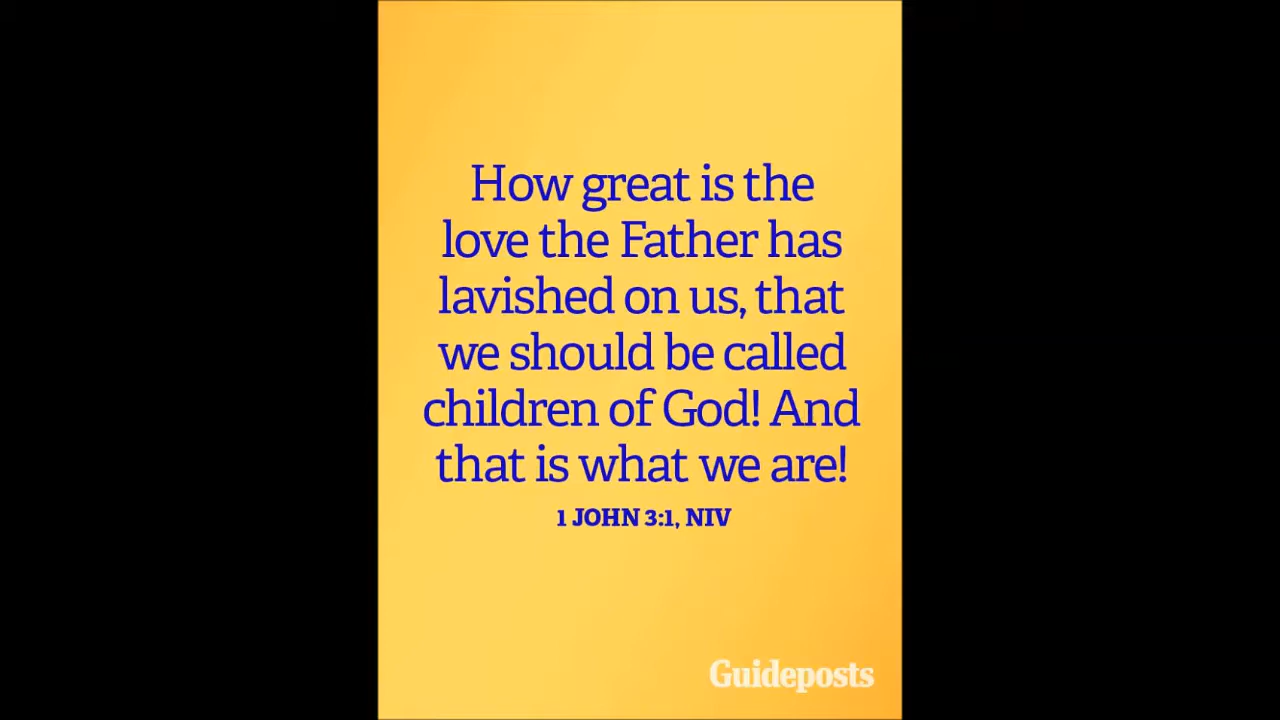 How great is the
love the Father has
lavished on us, that
we should be called
children of God! And
that is what we are!
1 JOHN 3:1, NIV
Guideposts